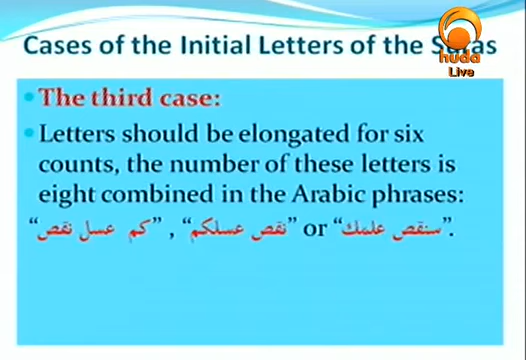 Cases of the Initial Letters of the Suras
huda
Live
• The third case:
• Letters should be elongated for six
counts, the number of these letters is
eight combined in the Arabic phrases:
“كم عسل نقص” , “نقص عسلكم” or “سنقص علمك”.